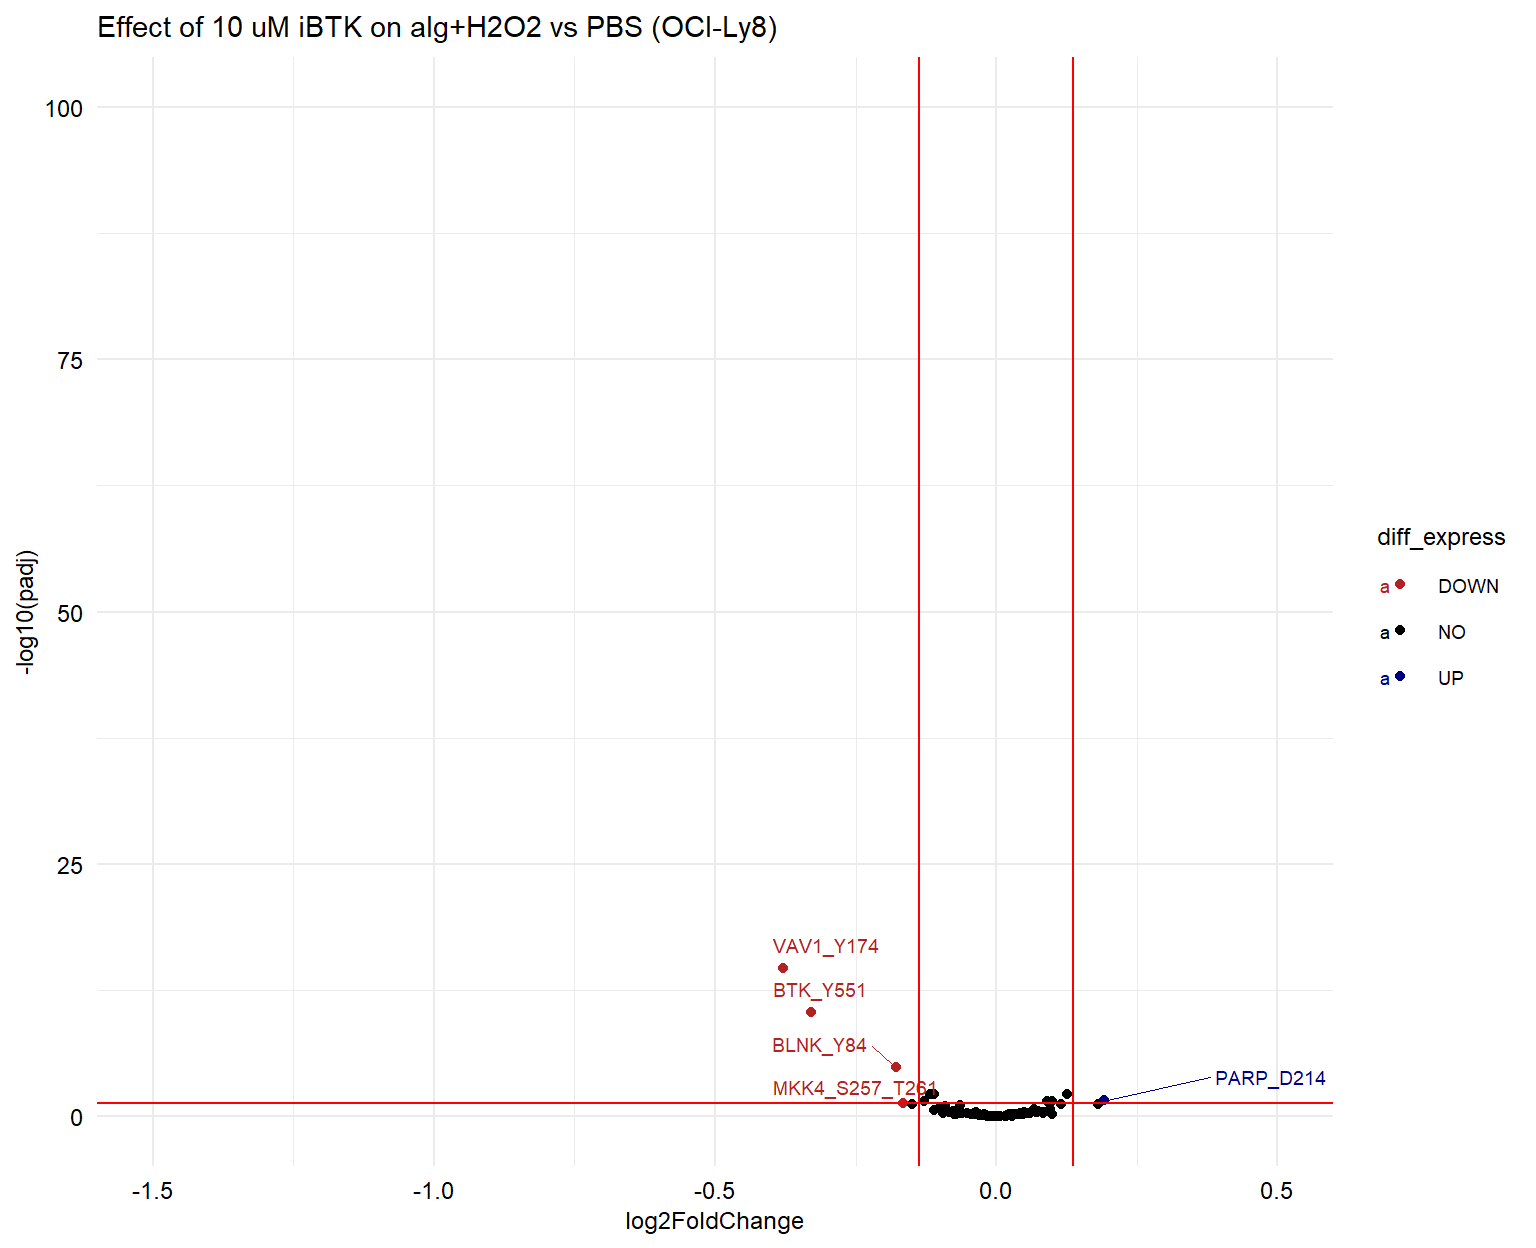 Effect of 10 uM iBTK on alg+H2O2 vs PBS (OCI-Ly8)
100
75
50
25
0
-log10(padj)
VAV1_Y174
BTK_Y551
BLNK_Y84
MKK4_S257_T261
PARP_D214
-1.5
-1.0
-0.5
0.0
0.5
log2FoldChange
diff_express
a DOWN
a NO
a UP